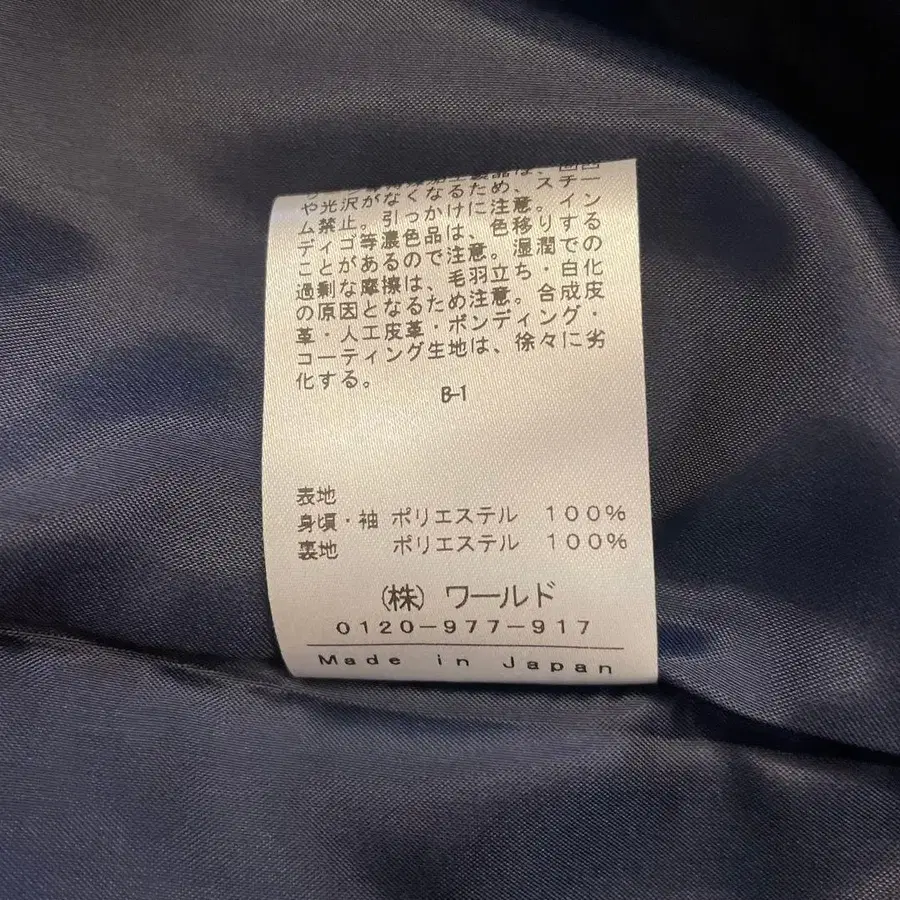 や光沢がなくなるため、スチー
ム禁止。引っかけに注意。イン
ディゴ等濃色品は、色移りする
ことがあるので注意。湿潤での
過剰な摩擦は、毛羽立ち・白化
の原因となるため注意。合成皮
革・人工皮革・ボンディング・
コーティング生地は、徐々に劣
化する。
B-1
表地
身頃・袖 ポリエステル 100%
裏地 ポリエステル 100%
(株) ワールド
0120-977-917
Made in Japan